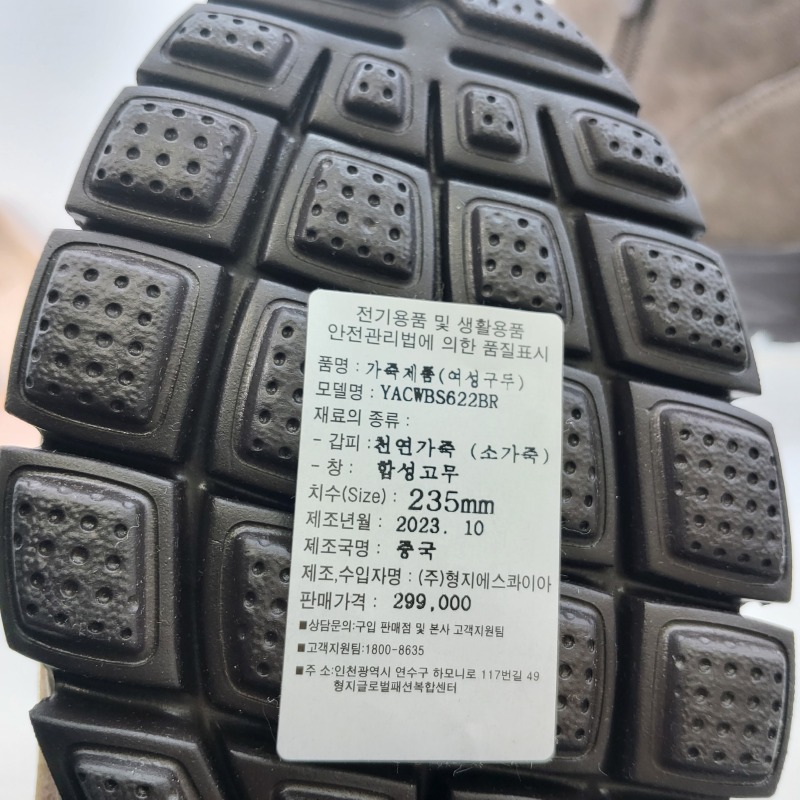 전기용품 및 생활용품
안전관리법에 의한 품질표시
품명 : 가죽제품(여성구두)
모델명 : YACWBS622BR
재료의 종류 :
- 갑피 : 천연가죽 (소가죽)
- 창 : 합성고무
치수(Size) : 235mm
제조년월 : 2023. 10
제조국명 : 중국
제조,수입자명 : (주)형지에스콰이아
판매가격 : 299,000
■상담문의:구입 판매점 및 본사 고객지원팀
■고객지원팀:1800-8635
■주 소:인천광역시 연수구 하모니로 117번길 49
형지글로벌패션복합센터